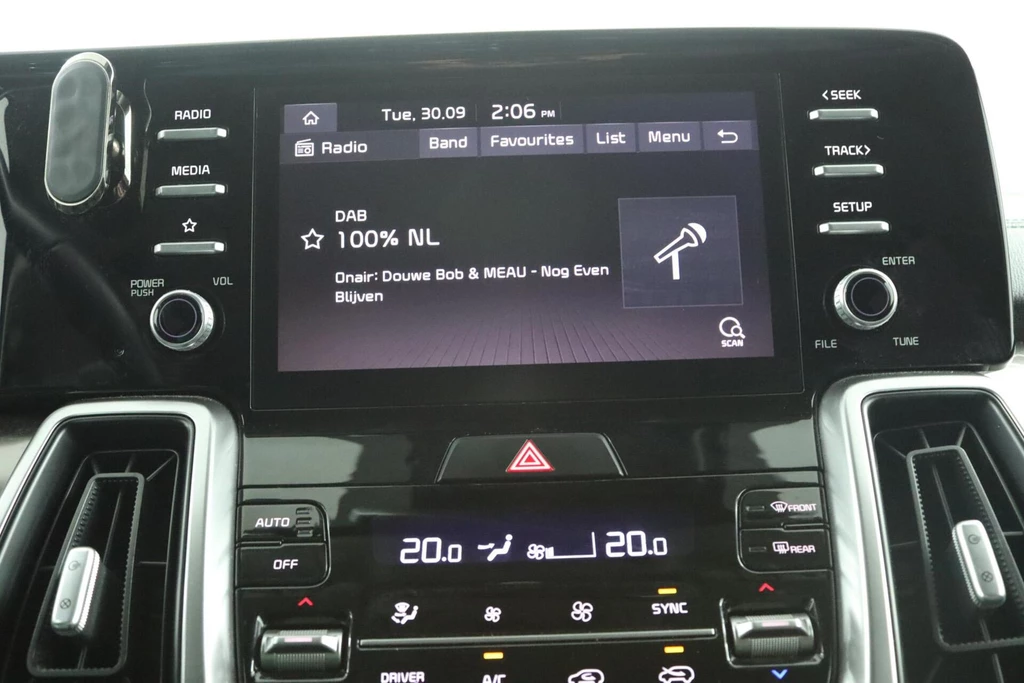 RADIO
MEDIA
POWER
PUSH
VOL
Tue, 30.09 2:06 PM
Radio Band Favourites List Menu
DAB
100% NL
Onair: Douwe Bob & MEAU - Nog Even
Blijven
SCAN
<SEEK
TRACK>
SETUP
ENTER
FILE
TUNE
AUTO
OFF
20.0 20.0
FRONT
REAR
SYNC
DRIVER
A/C